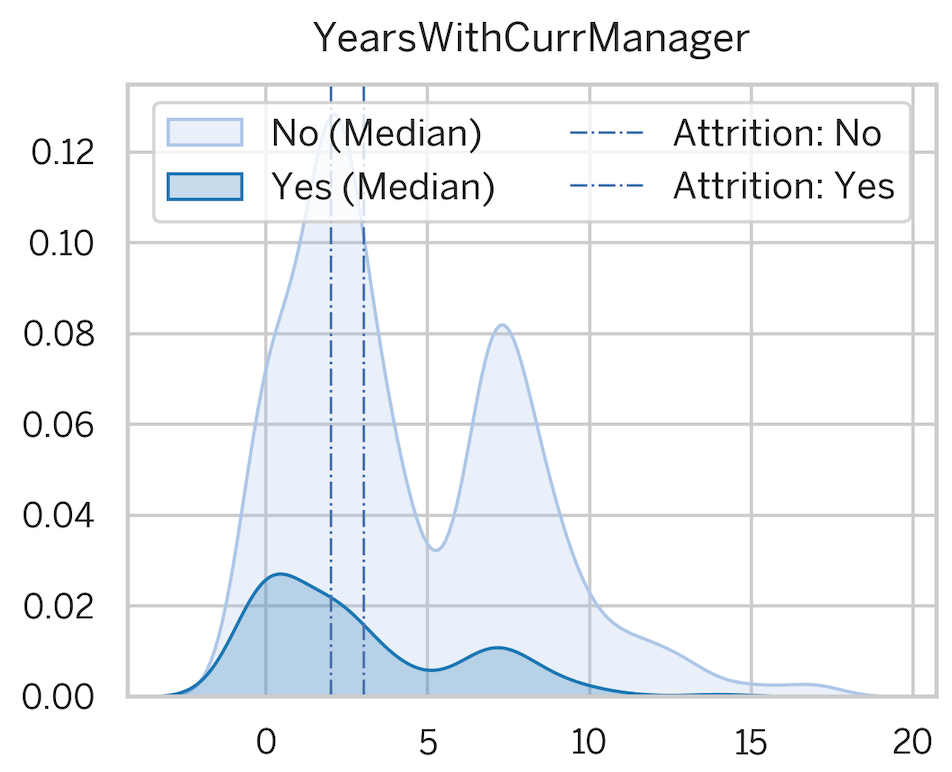 YearsWithCurrManager
No (Median) Attrition: No
Yes (Median) Attrition: Yes
0.12
0.10
0.08
0.06
0.04
0.02
0.00
0 5 10 15 20